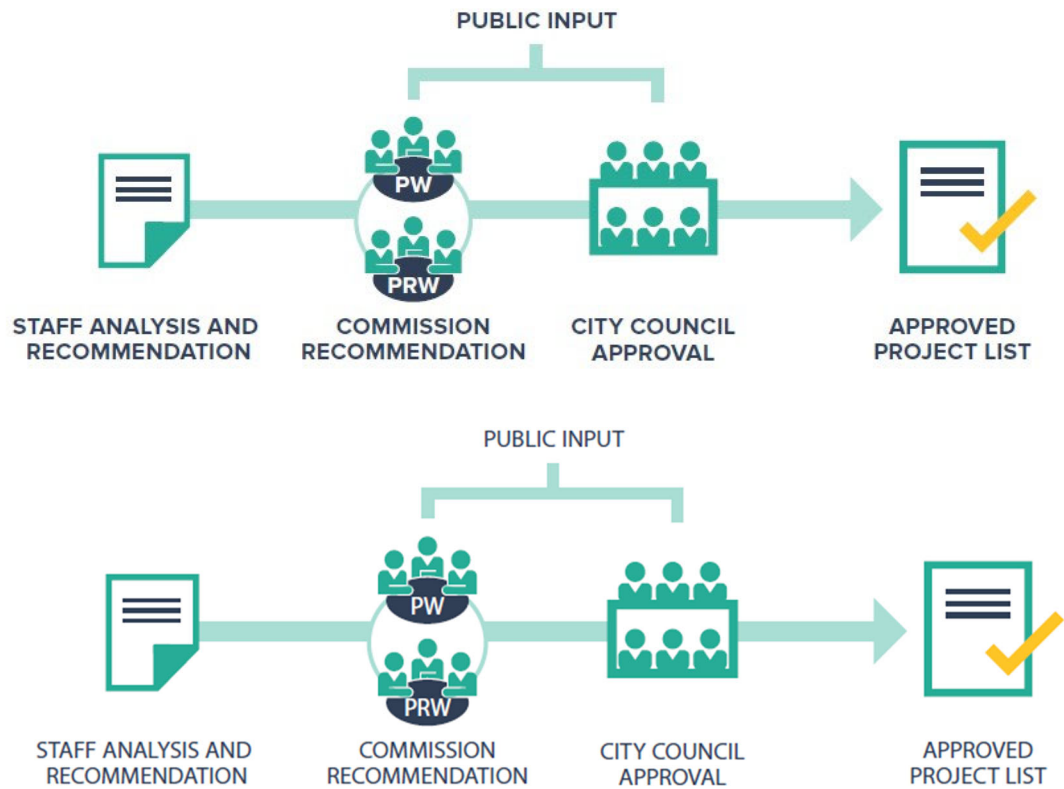 PUBLIC INPUT
PW
PRW
STAFF ANALYSIS AND
RECOMMENDATION
COMMISSION
RECOMMENDATION
CITY COUNCIL
APPROVAL
APPROVED
PROJECT LIST
PUBLIC INPUT
PW
PRW
STAFF ANALYSIS AND
RECOMMENDATION
COMMISSION
RECOMMENDATION
CITY COUNCIL
APPROVAL
APPROVED
PROJECT LIST